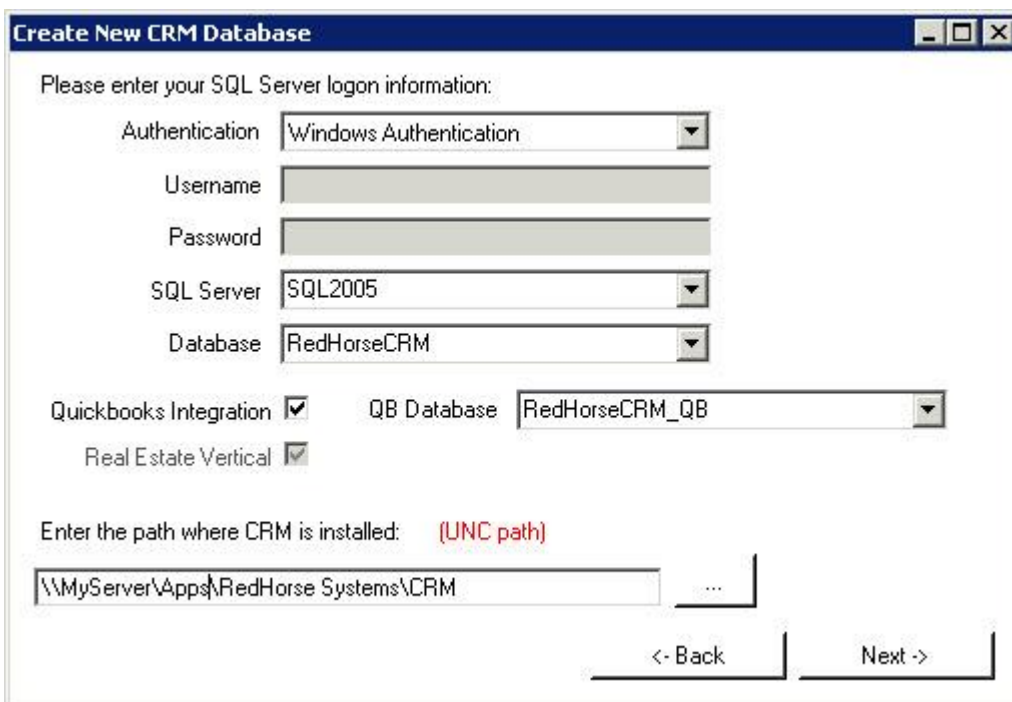 Create New CRM Database
Please enter your SQL Server logon information:
Authentication Windows Authentication
Username
Password
SQL Server SQL2005
Database RedHorseCRM
Quickbooks Integration QB Database RedHorseCRM_QB
Real Estate Vertical
Enter the path where CRM is installed: (UNC path)
\\MyServer\Apps\RedHorse Systems\CRM ...
<- Back Next ->